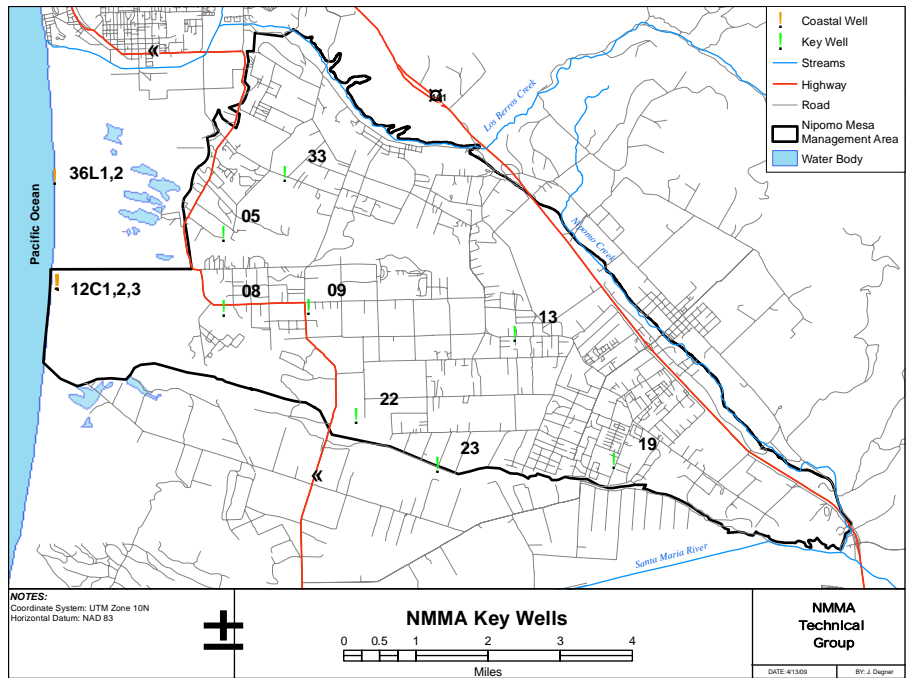 Coastal Well
Key Well
Streams
Highway
Road
Nipomo Mesa
Management Area
Water Body
Los Berros Creek
33
36L1,2
05
Pacific Ocean
Nipomo Creek
12C1,2,3
08
09
13
22
23
19
Santa Maria River
NOTES:
Coordinate System: UTM Zone 10N
Horizontal Datum: NAD 83
NMMA Key Wells
0 0.5 1 2 3 4
Miles
NMMA
Technical
Group
DATE:4/13/09
BY: J. Degner